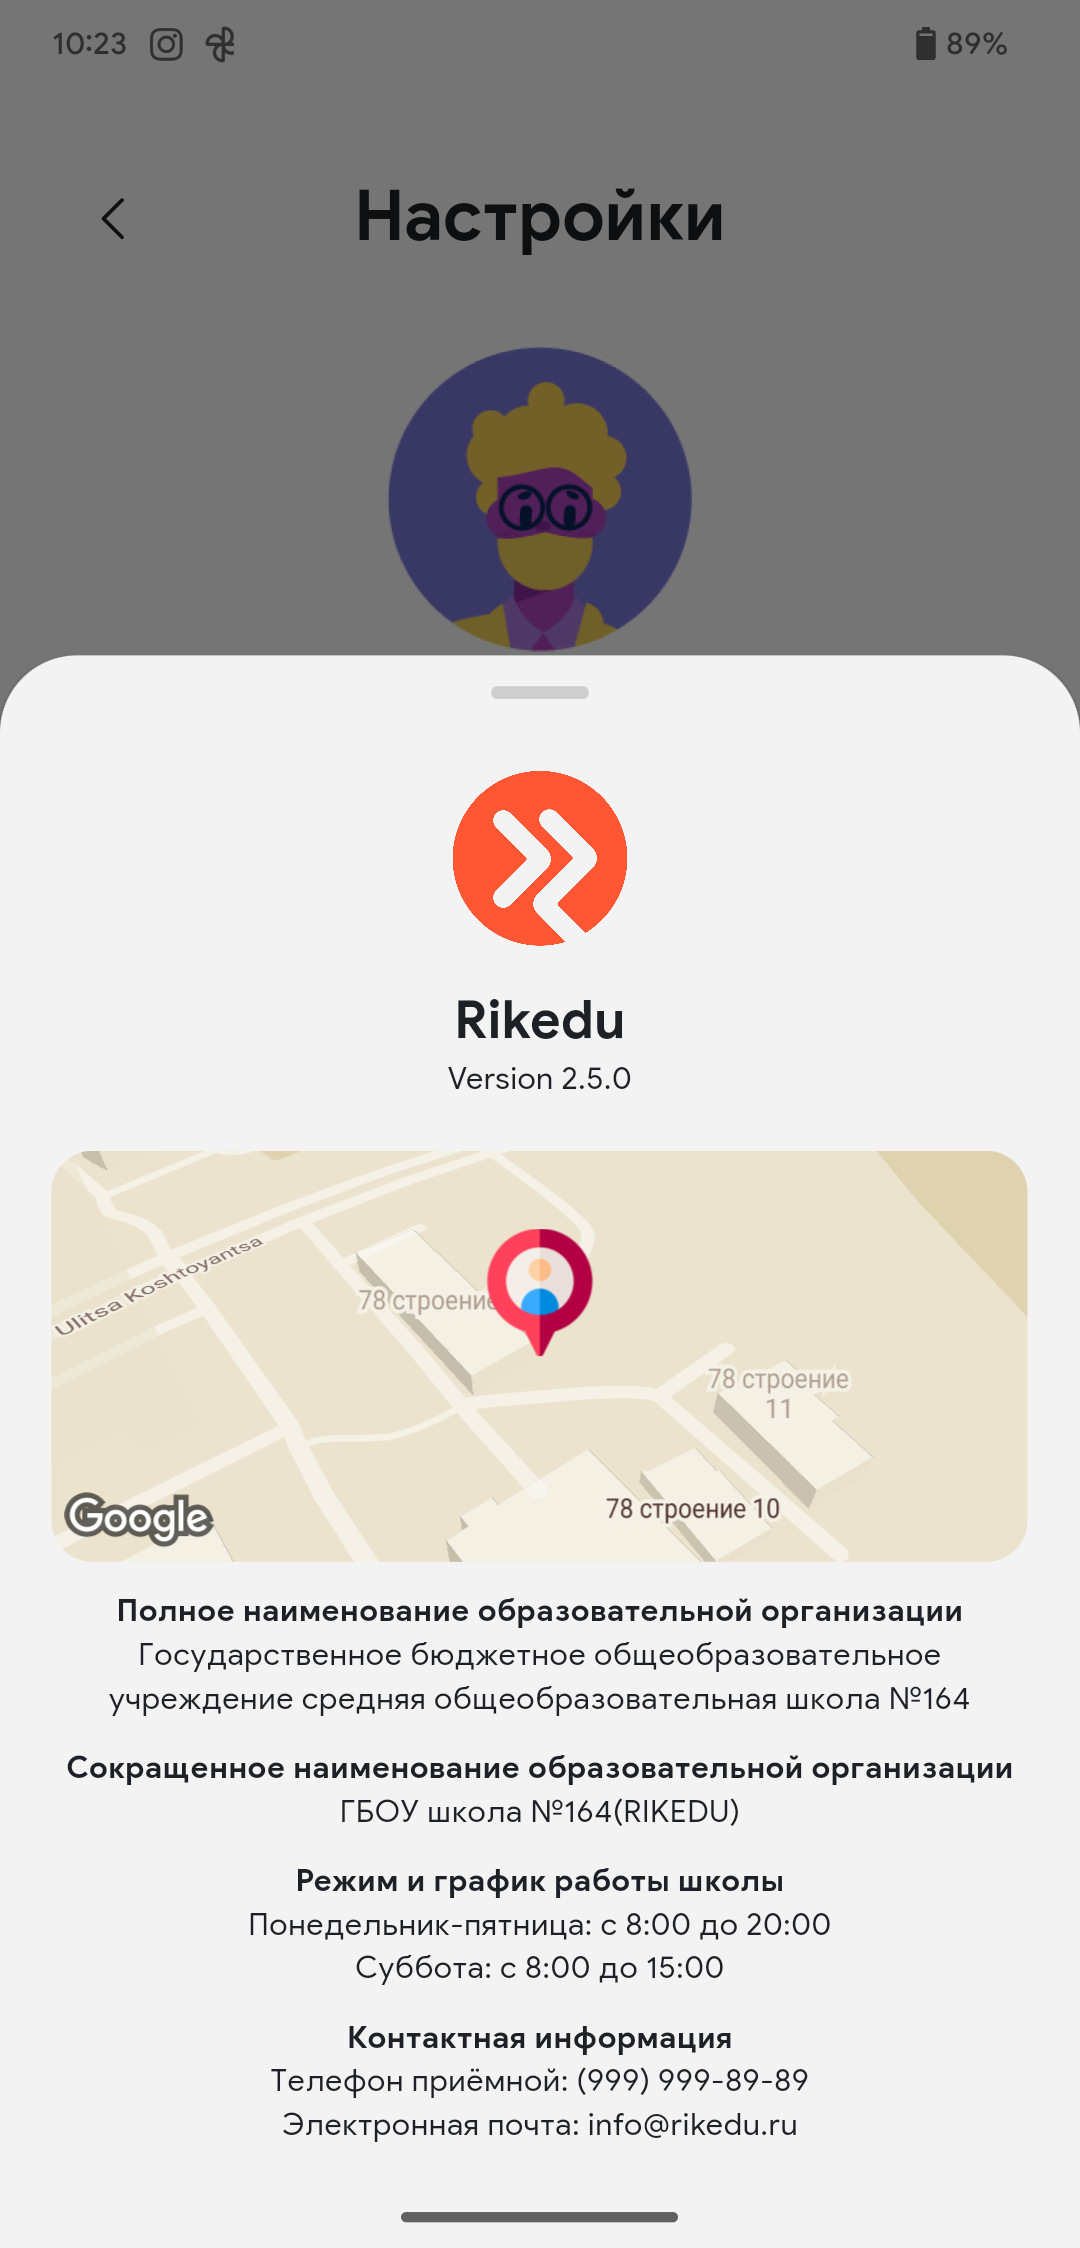 10:23
89%
Настройки
Rikedu
Version 2.5.0
Ulitsa Koshtoyantsa
78 строение
78 строение
11
78 строение 10
Google
Полное наименование образовательной организации
Государственное бюджетное общеобразовательное
учреждение средняя общеобразовательная школа №164
Сокращенное наименование образовательной организации
ГБОУ школа №164(RIKEDU)
Режим и график работы школы
Понедельник-пятница: с 8:00 до 20:00
Суббота: с 8:00 до 15:00
Контактная информация
Телефон приёмной: (999) 999-89-89
Электронная почта: info@rikedu.ru